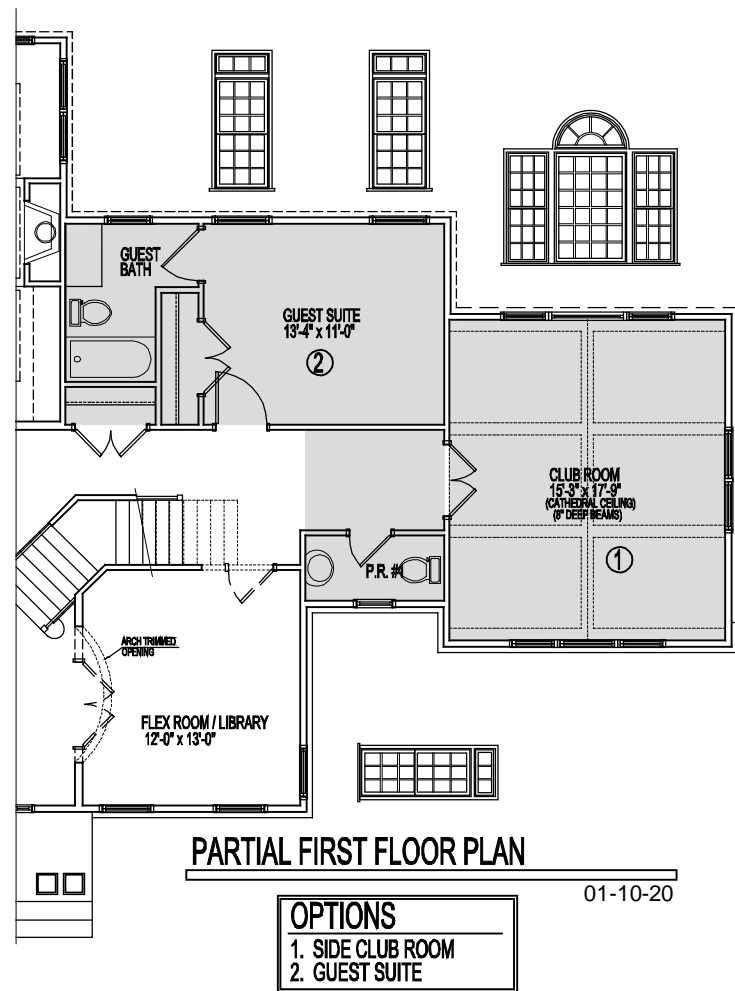 GUEST
BATH
GUEST SUITE
13'-4" x 11'-0"
2
CLUB ROOM
15'-3" x 17'-9"
(CATHEDRAL CEILING)
(8" DEEP BEAMS)
1
P.R. #1
ARCH TRIMMED
OPENING
FLEX ROOM / LIBRARY
12'-0" x 13'-0"
PARTIAL FIRST FLOOR PLAN
01-10-20
OPTIONS
1. SIDE CLUB ROOM
2. GUEST SUITE